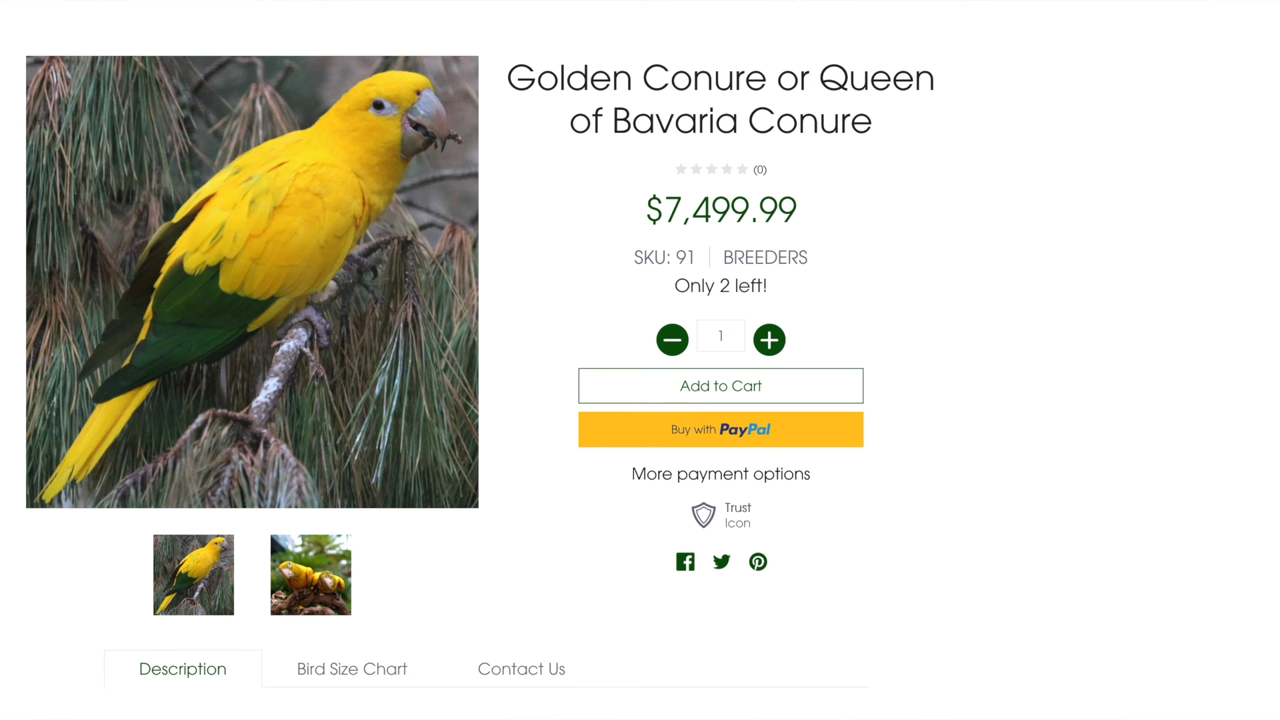 Golden Conure or Queen
of Bavaria Conure
(0)
$7,499.99
SKU: 91 | BREEDERS
Only 2 left!
1
Add to Cart
Buy with PayPal
More payment options
Trust
Icon
Description
Bird Size Chart
Contact Us